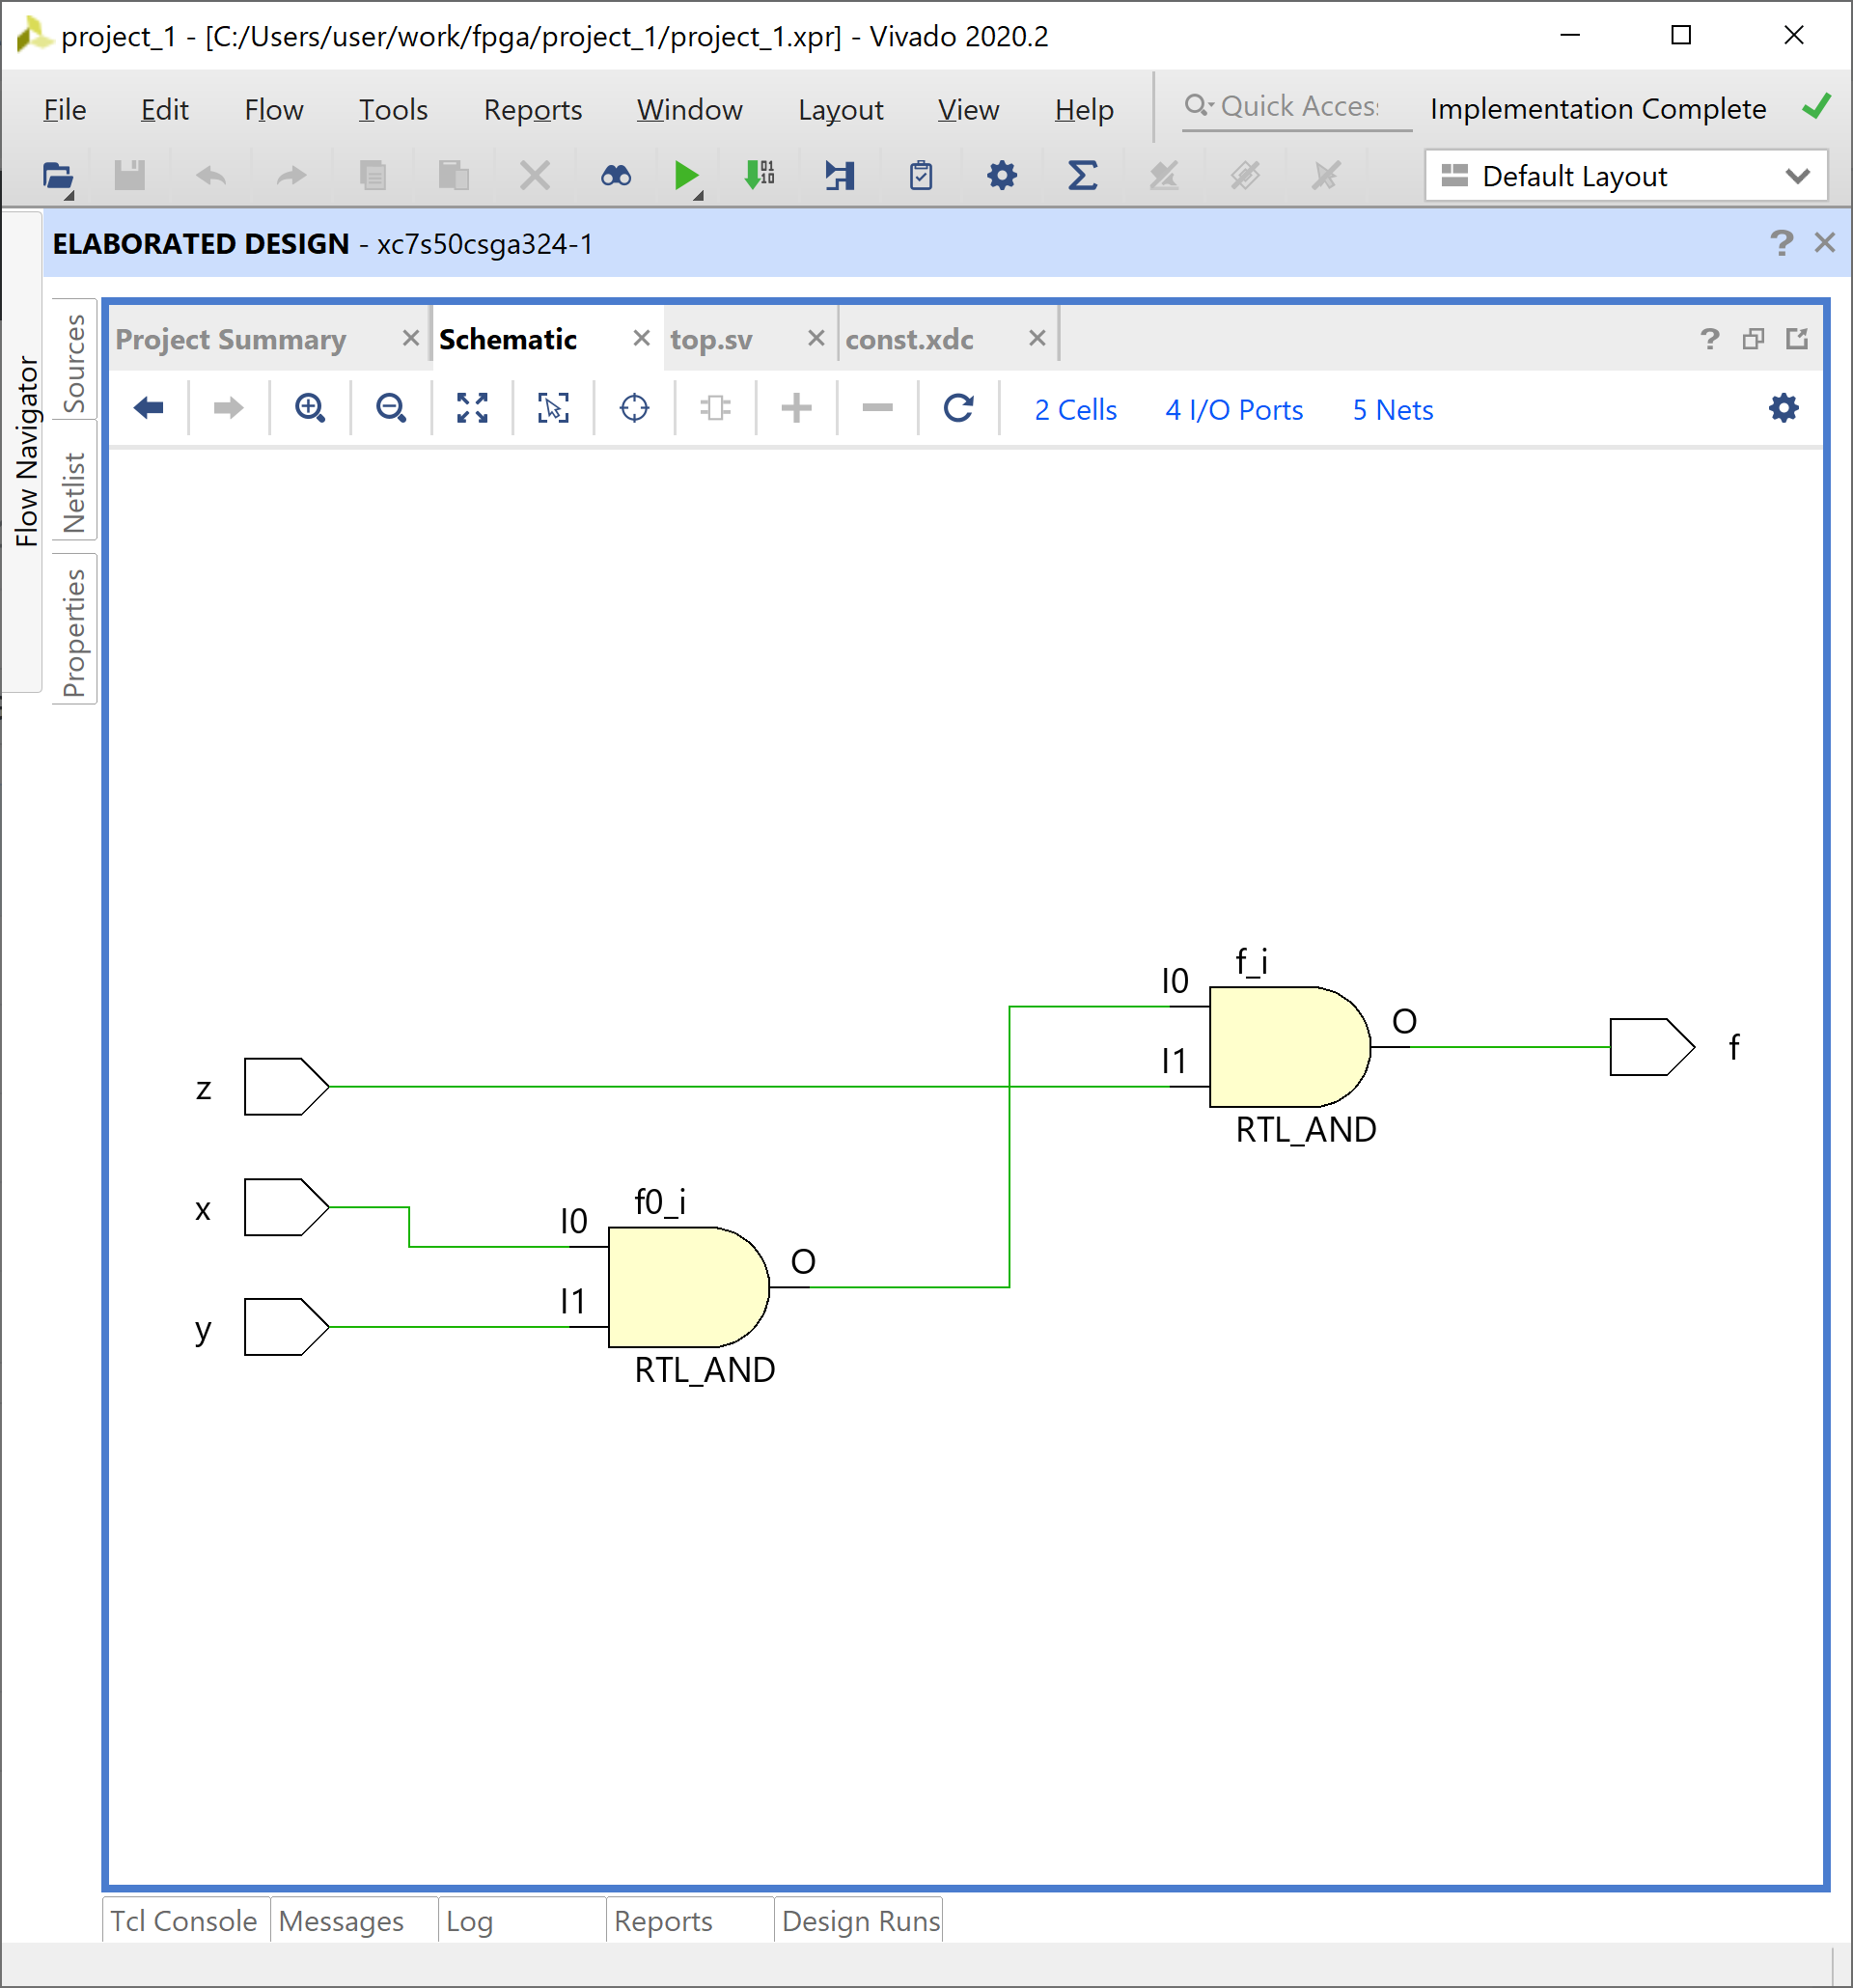 project_1 - [C:/Users/user/work/fpga/project_1/project_1.xpr] - Vivado 2020.2
File Edit Flow Tools Reports Window Layout View Help Quick Acces Implementation Complete
Default Layout
ELABORATED DESIGN - xc7s50csga324-1
Flow Navigator
Sources
Netlist
Properties
Project Summary Schematic top.sv const.xdc
2 Cells 4 I/O Ports 5 Nets
f_i
I0
O
I1
f
z
RTL_AND
f0_i
x
I0
O
I1
y
RTL_AND
Tcl Console Messages Log Reports Design Runs